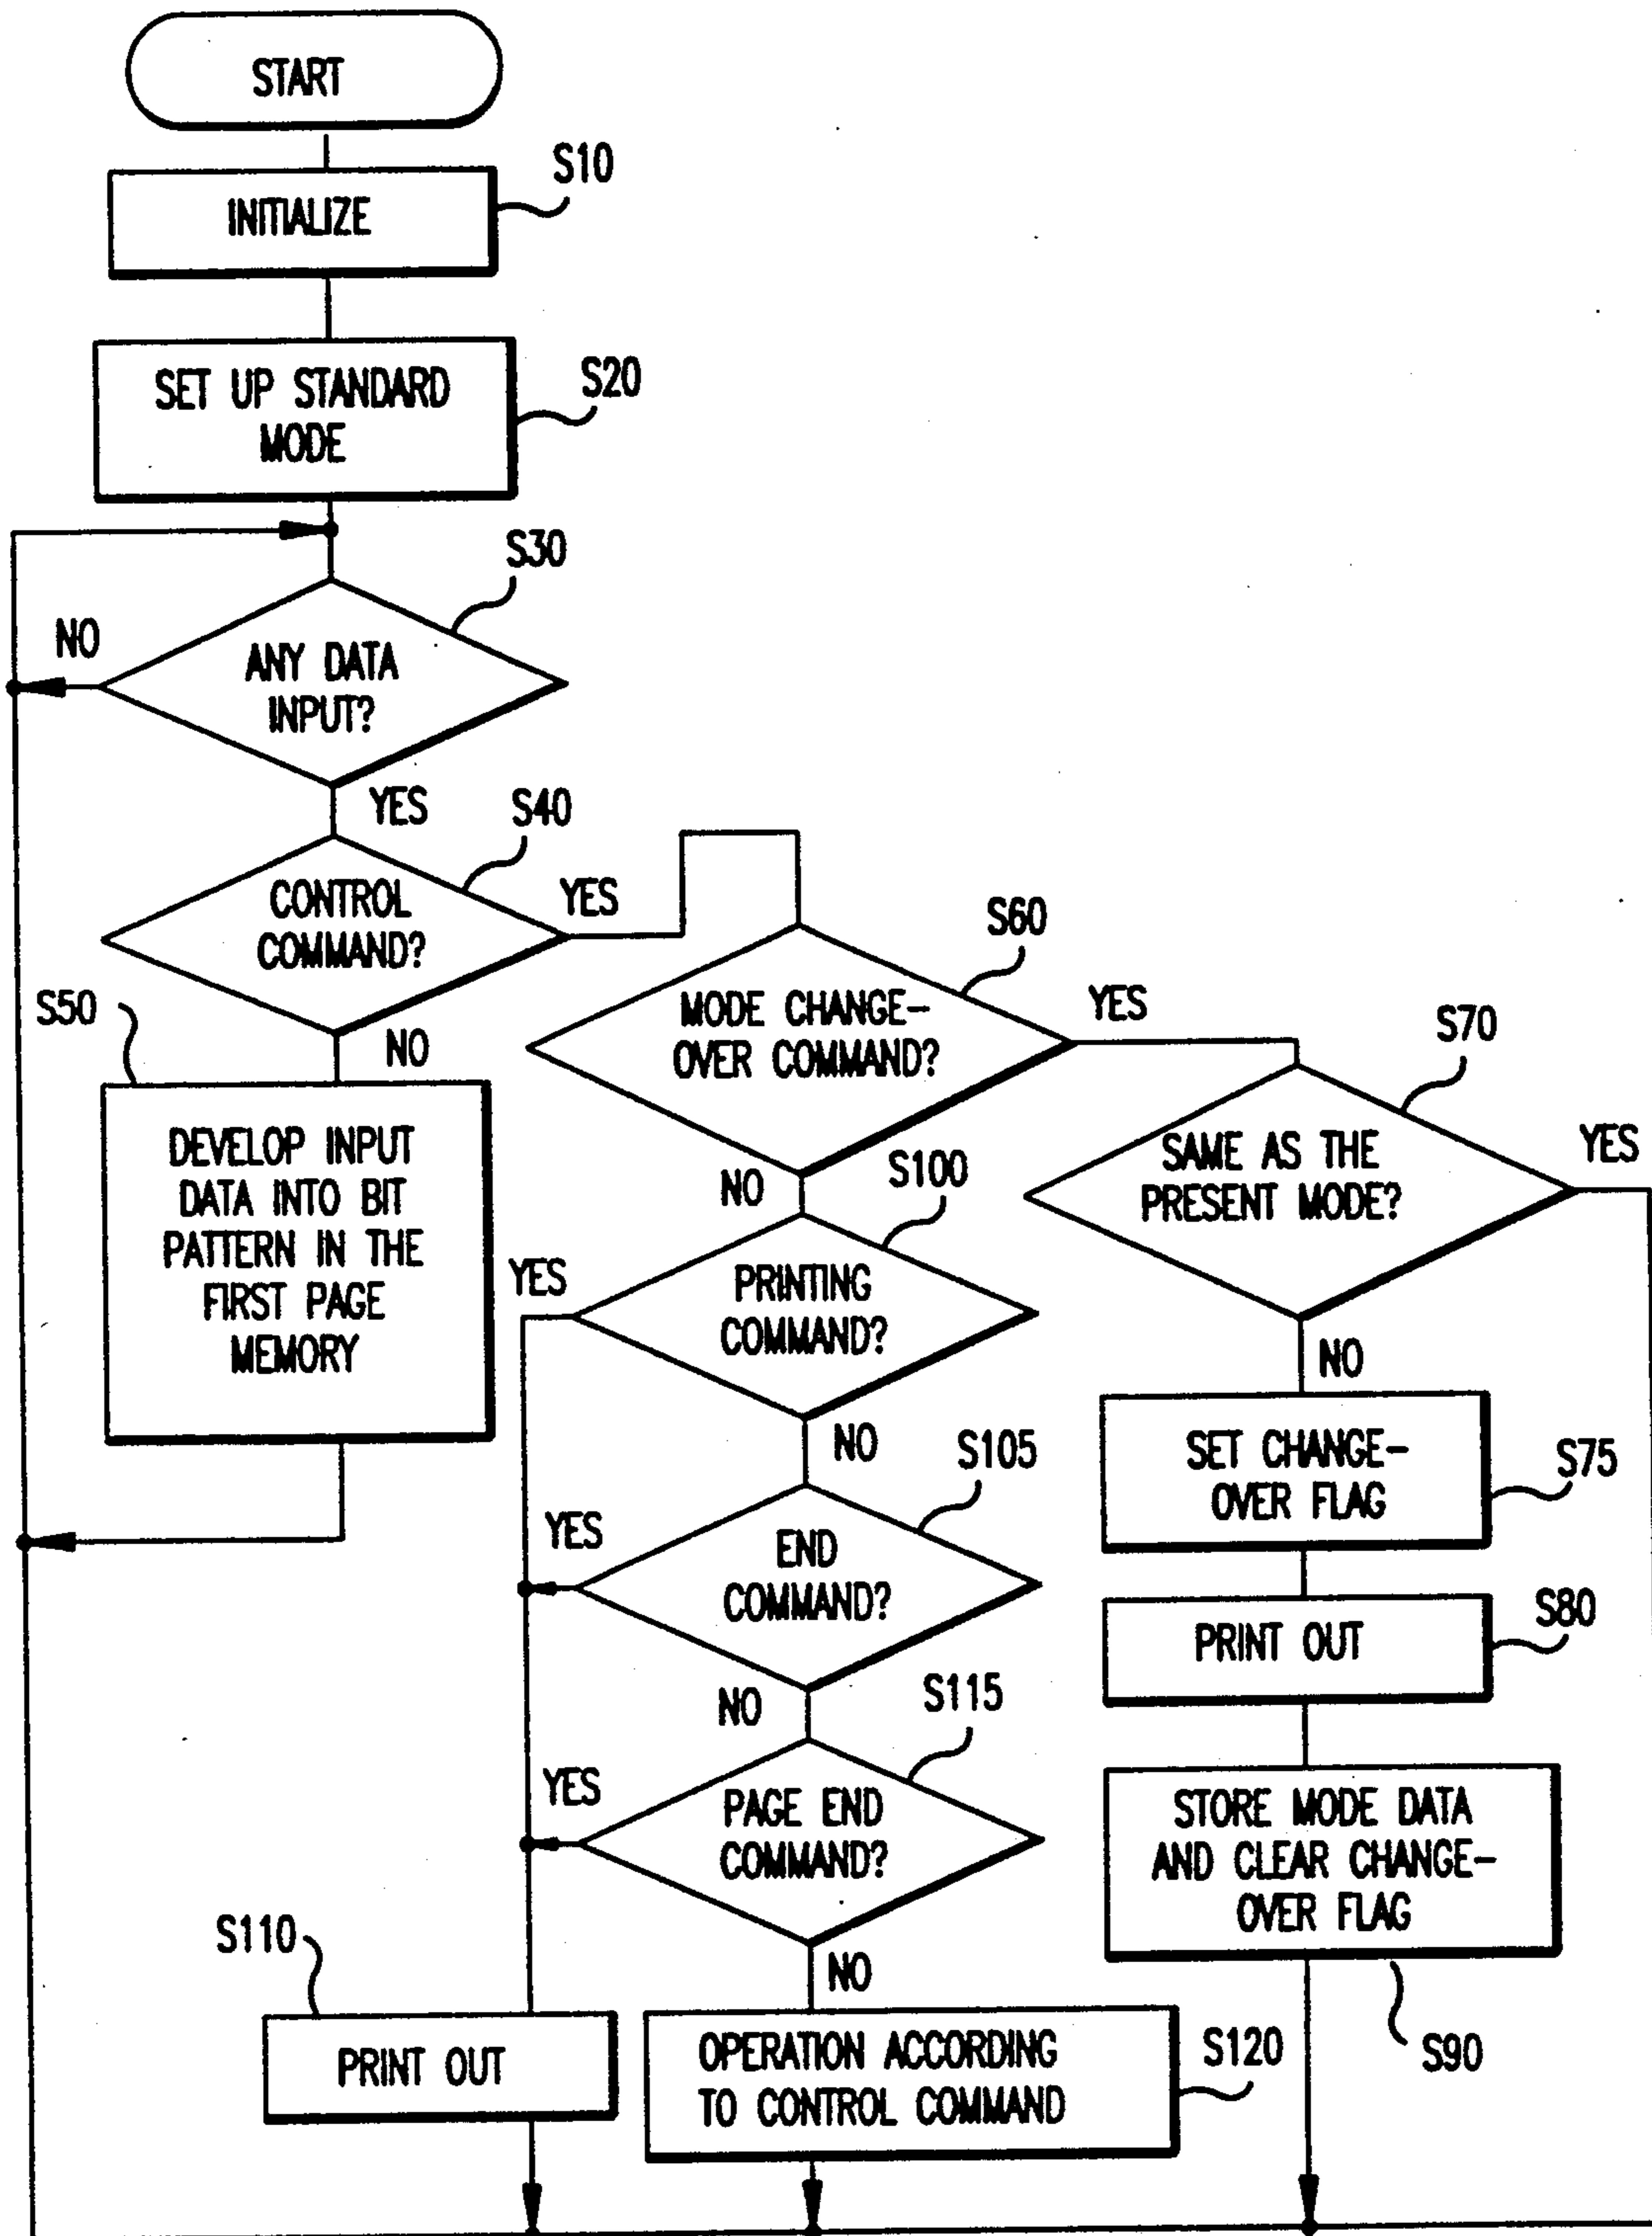 START
S10
INITIALIZE
S20
SET UP STANDARD
MODE
S30
NO
ANY DATA
INPUT?
YES
S40
CONTROL
COMMAND?
YES
S50
NO
DEVELOP INPUT
DATA INTO BIT
PATTERN IN THE
FIRST PAGE
MEMORY
S60
MODE CHANGE-
OVER COMMAND?
YES
NO
S70
SAME AS THE
PRESENT MODE?
YES
NO
S100
YES
PRINTING
COMMAND?
NO
S75
SET CHANGE-
OVER FLAG
S105
YES
END
COMMAND?
NO
S80
PRINT OUT
S115
YES
PAGE END
COMMAND?
NO
STORE MODE DATA
AND CLEAR CHANGE-
OVER FLAG
S90
S110
PRINT OUT
OPERATION ACCORDING
TO CONTROL COMMAND
S120